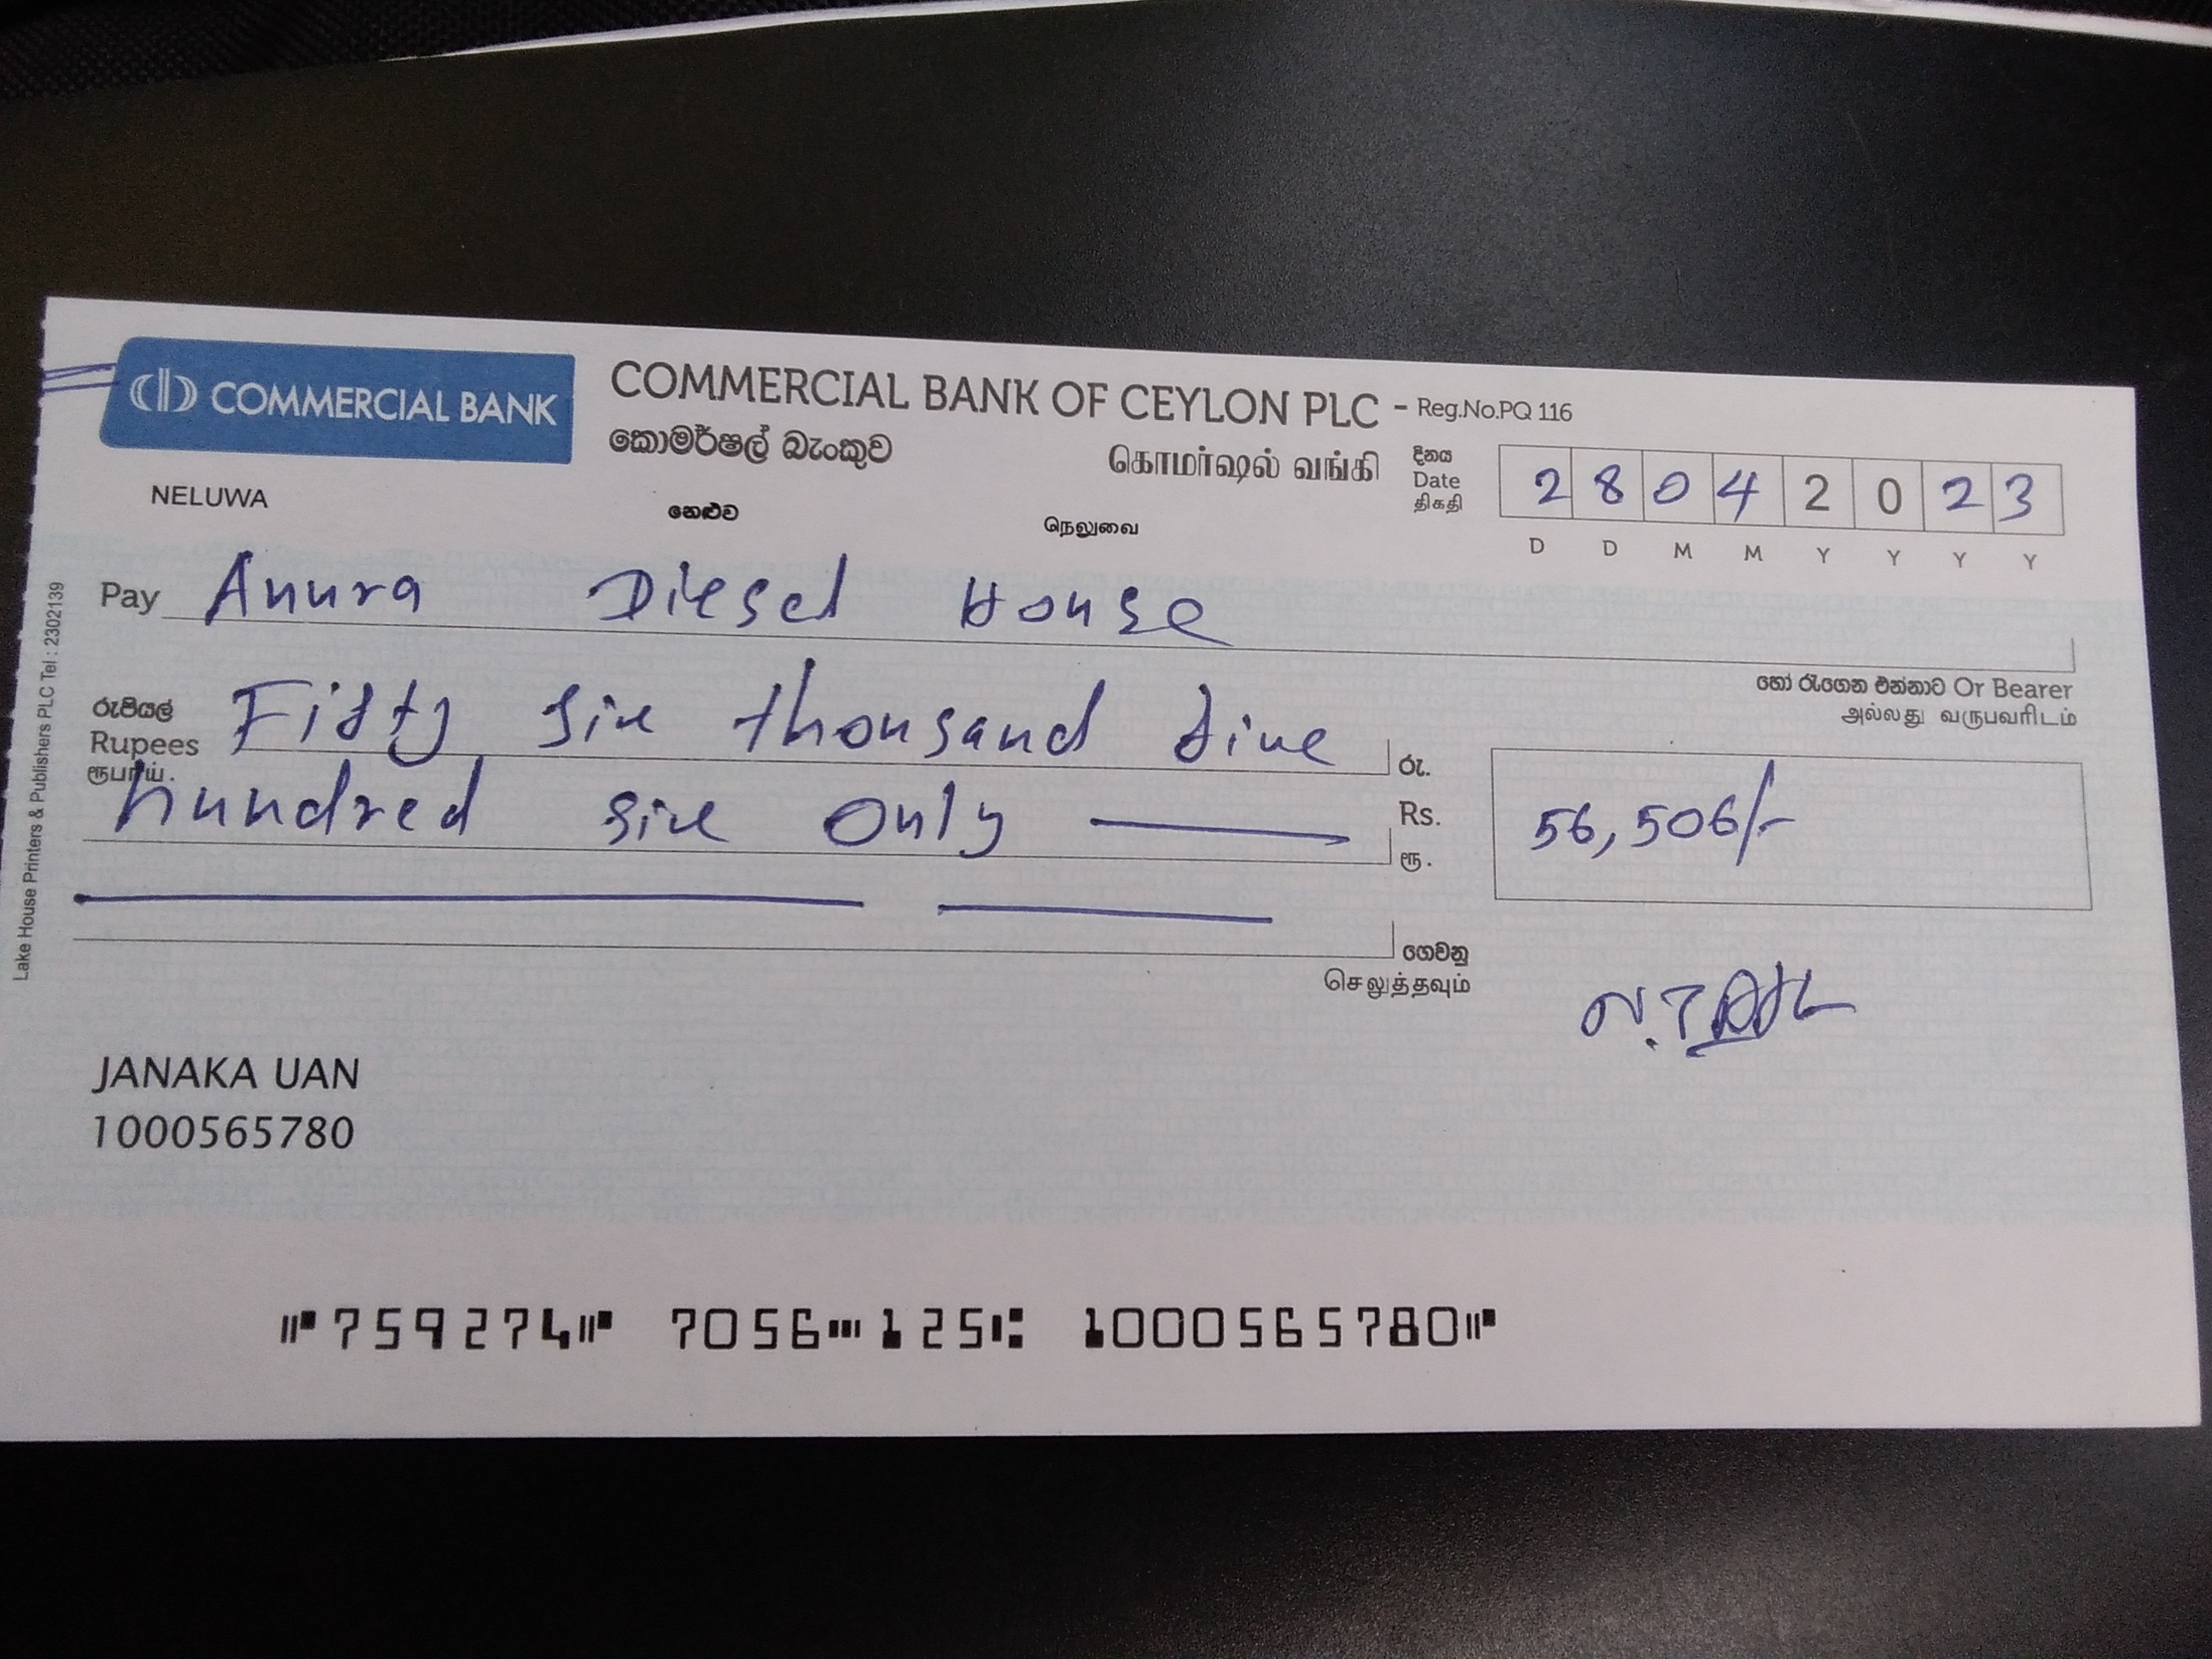 COMMERCIAL BANK
COMMERCIAL BANK OF CEYLON PLC - Reg.No.PQ 116
කොමර්ෂල් බැංකුව கொமர்ஷல் வங்கி
දිනය
Date
திகதி
2 8 0 4 2 0 2 3
D D M M Y Y Y Y
NELUWA නෙළුව நெலுவை
Pay Anura Diesel House
හෝ රැගෙන එන්නාට Or Bearer
அல்லது வருபவரிடம்
රුපියල්
Rupees
ரூபாய்.
Fifty six thousand five
hundred six only
රු.
Rs.
ரூ.
56,506/-
ගෙවනු
செலுத்தவும்
JANAKA UAN
1000565780
759274 7056 125 1000565780
Lake House Printers & Publishers PLC Tel : 2302139